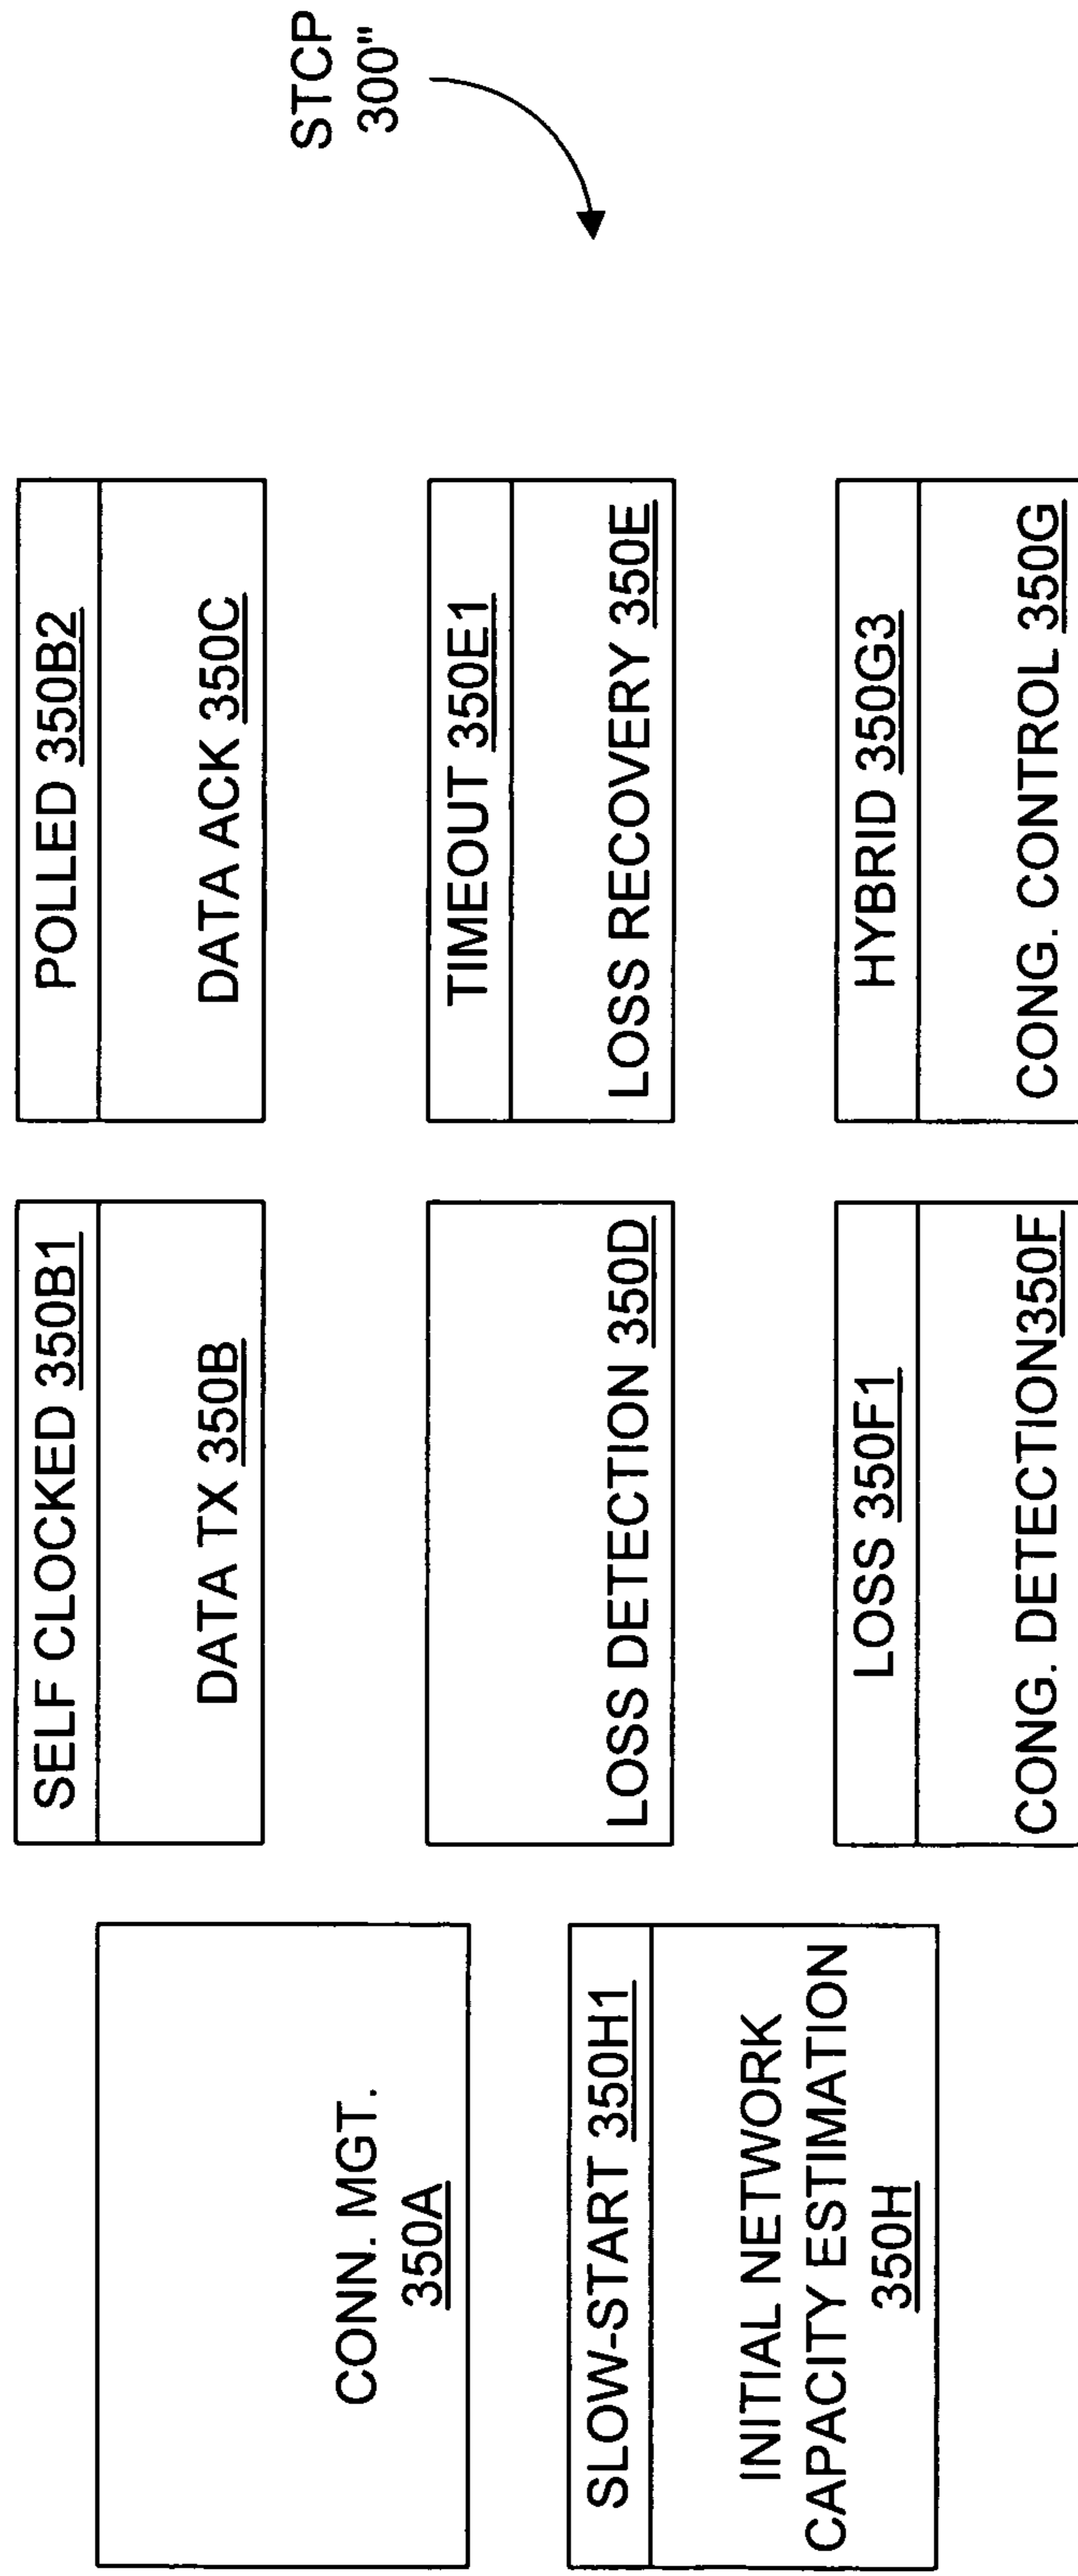 STCP
300"
CONN. MGT.
350A
SELF CLOCKED 350B1
DATA TX 350B
POLLED 350B2
DATA ACK 350C
SLOW-START 350H1
INITIAL NETWORK
CAPACITY ESTIMATION
350H
LOSS DETECTION 350D
TIMEOUT 350E1
LOSS RECOVERY 350E
LOSS 350F1
CONG. DETECTION350F
HYBRID 350G3
CONG. CONTROL 350G